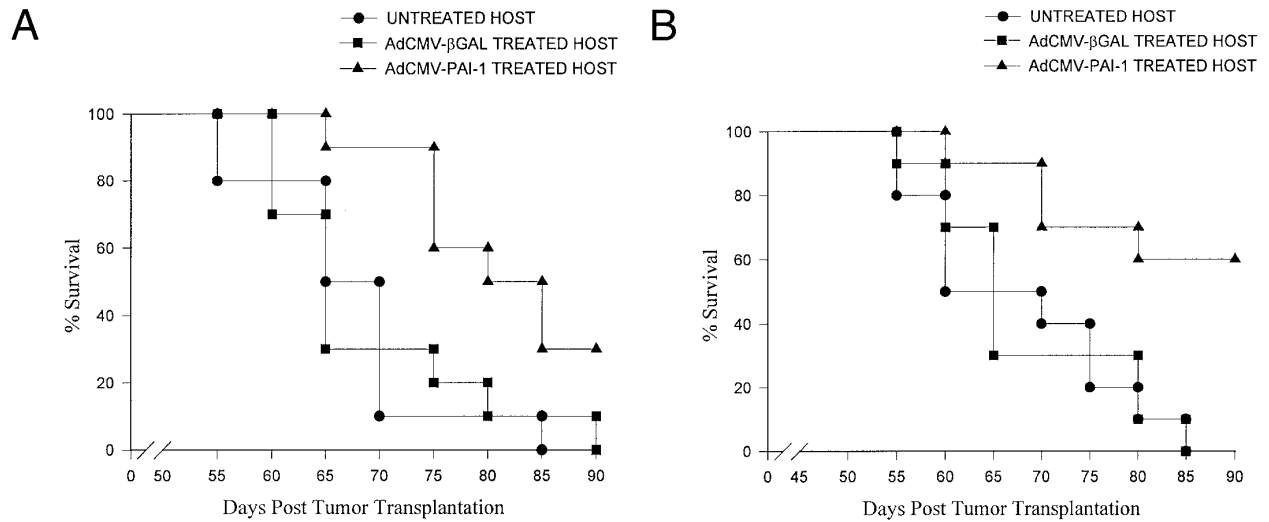 A
UNTREATED HOST
AdCMV-βGAL TREATED HOST
AdCMV-PAI-1 TREATED HOST
100
80
60
40
20
0
% Survival
0 50 55 60 65 70 75 80 85 90
Days Post Tumor Transplantation
B
UNTREATED HOST
AdCMV-βGAL TREATED HOST
AdCMV-PAI-1 TREATED HOST
100
80
60
40
20
0
% Survival
0 45 50 55 60 65 70 75 80 85 90
Days Post Tumor Transplantation